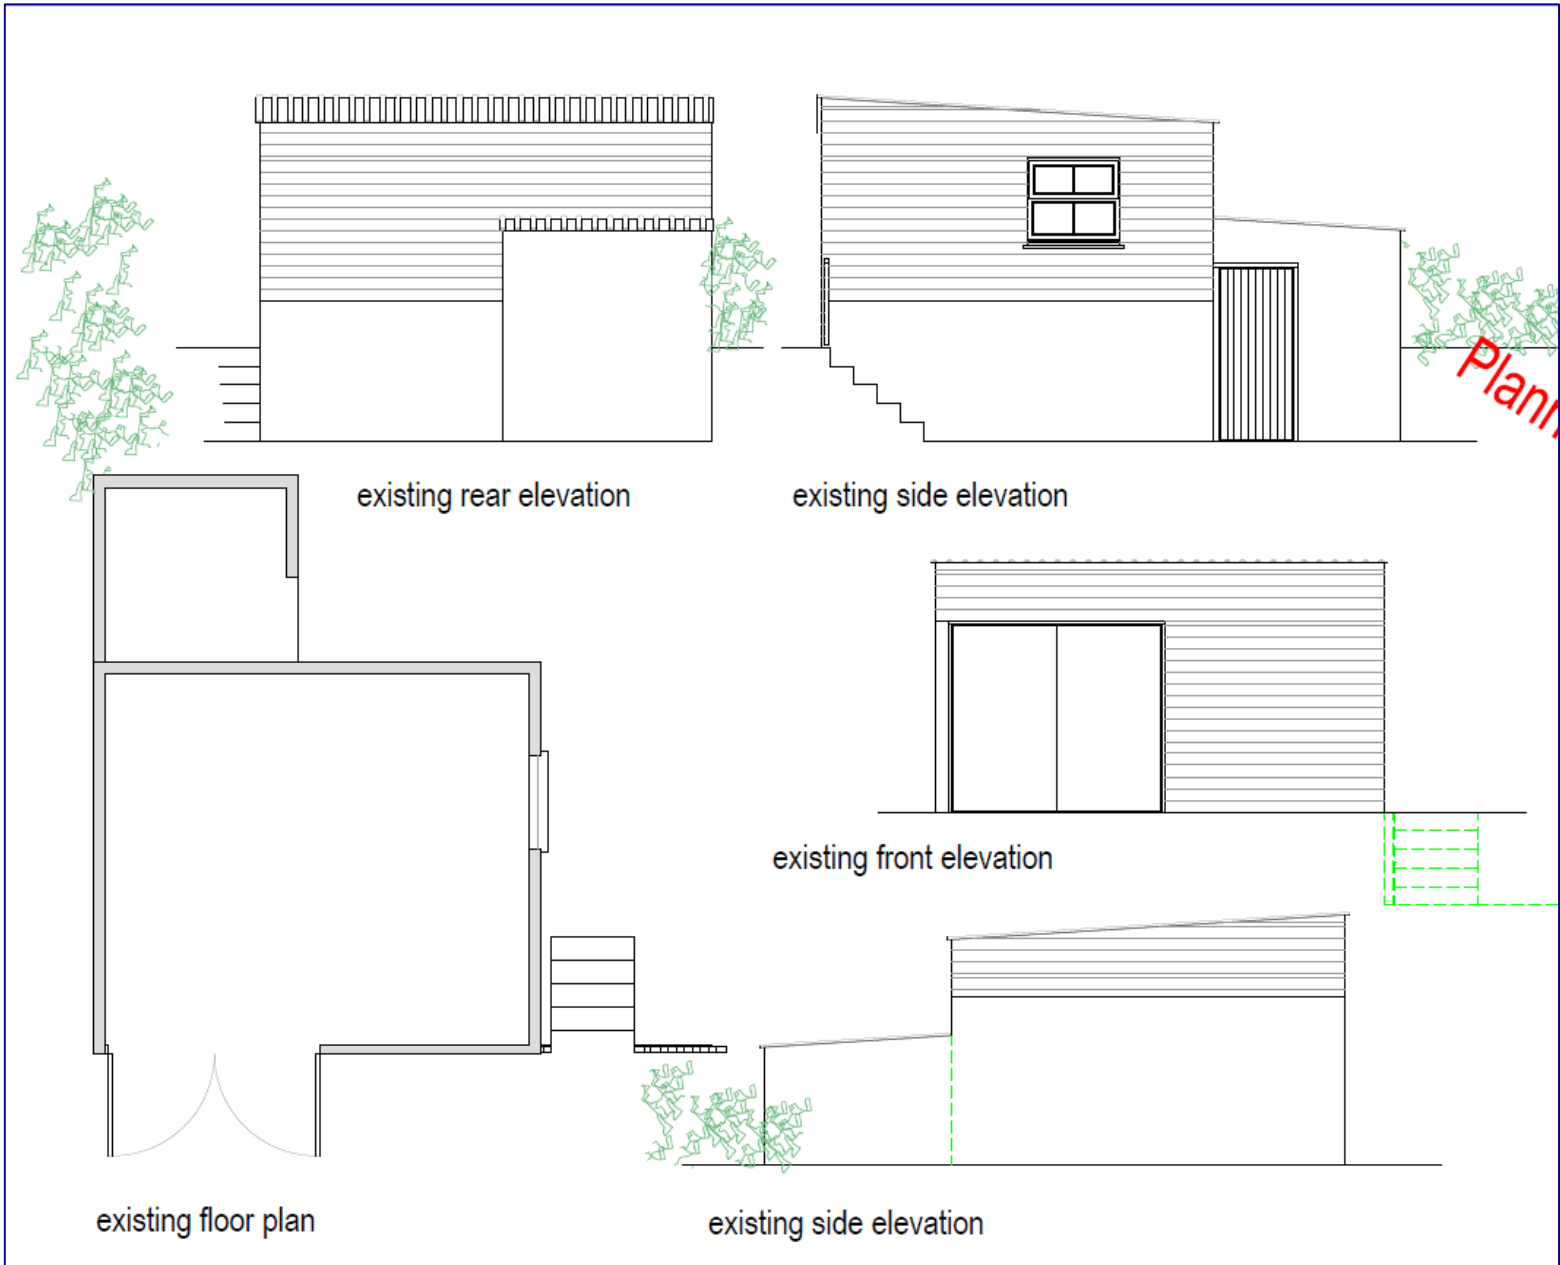 existing rear elevation
existing side elevation
existing front elevation
existing floor plan
existing side elevation